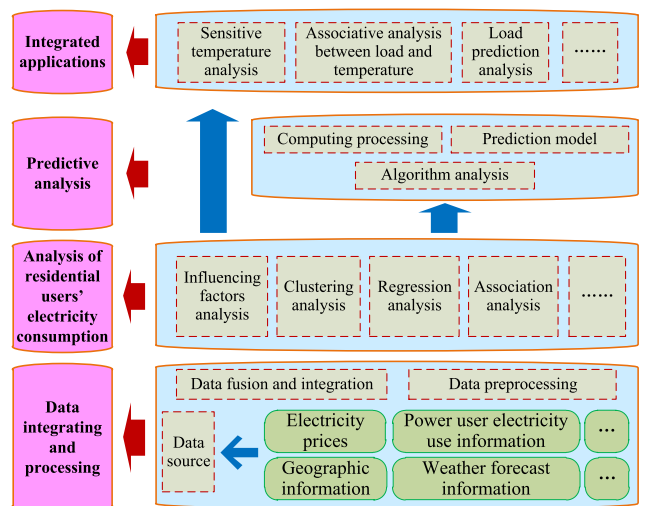 Integrated
applications
Sensitive
temperature
analysis
Associative analysis
between load and
temperature
Load
prediction
analysis
······
Predictive
analysis
Computing processing
Prediction model
Algorithm analysis
Analysis of
residential
users’
electricity
consumption
Influencing
factors
analysis
Clustering
analysis
Regression
analysis
Association
analysis
······
Data
integrating
and
processing
Data fusion and integration
Data preprocessing
Data
source
Electricity
prices
Power user electricity
use information
···
Geographic
information
Weather forecast
information
···